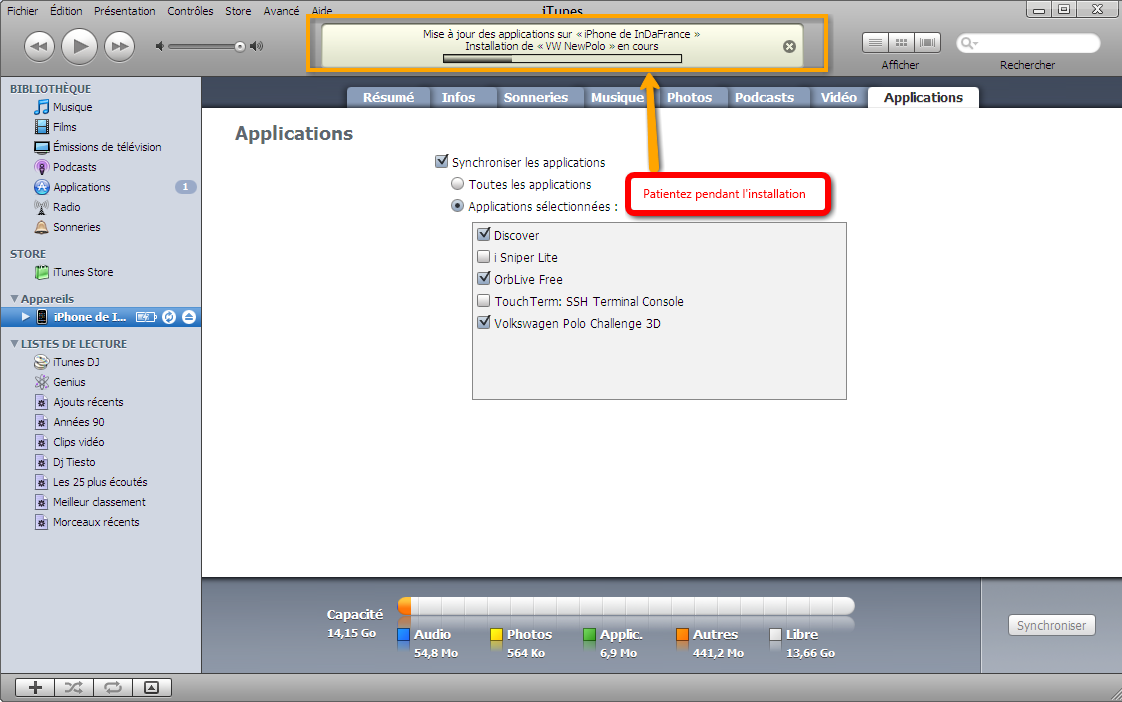 Fichier Édition Présentation Contrôles Store Avancé Aide
iTunes
Mise à jour des applications sur « iPhone de InDaFrance »
Installation de « VW NewPolo » en cours
Afficher
Rechercher
BIBLIOTHÈQUE
Musique
Films
Émissions de télévision
Podcasts
Applications 1
Radio
Sonneries
STORE
iTunes Store
Appareils
iPhone de I...
LISTES DE LECTURE
iTunes DJ
Genius
Ajouts récents
Années 90
Clips vidéo
Dj Tiesto
Les 25 plus écoutés
Meilleur classement
Morceaux récents
Résumé Infos Sonneries Musique Photos Podcasts Vidéo Applications
Applications
Synchroniser les applications
Toutes les applications
Applications sélectionnées :
Patientez pendant l'installation
Discover
i Sniper Lite
OrbLive Free
TouchTerm: SSH Terminal Console
Volkswagen Polo Challenge 3D
Capacité
14,15 Go
Audio
54,8 Mo
Photos
564 Ko
Applic.
6,9 Mo
Autres
441,2 Mo
Libre
13,66 Go
Synchroniser